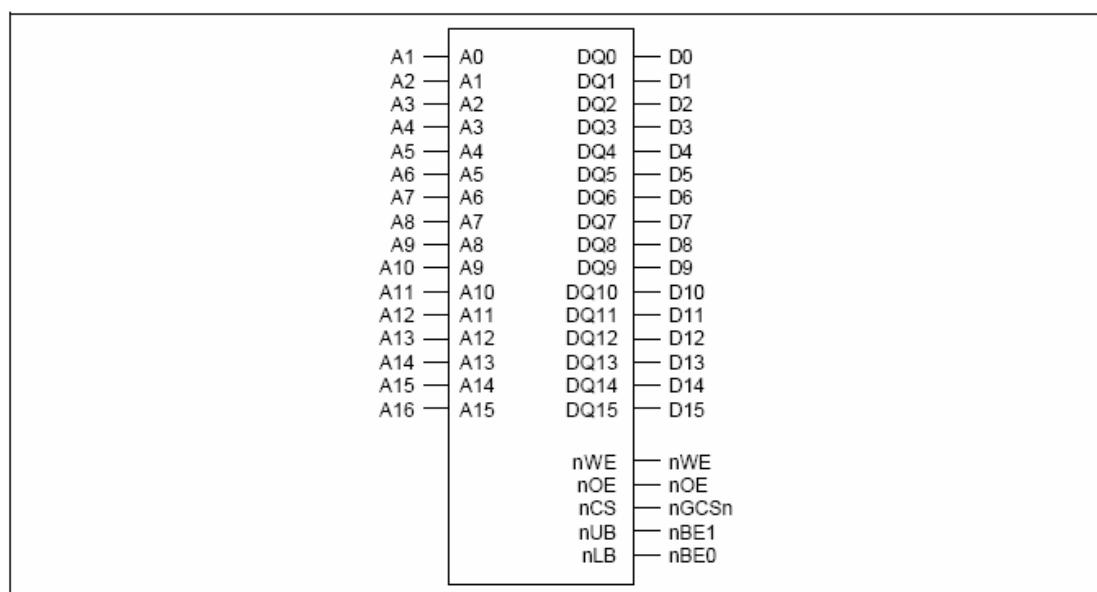 A1 A0 DQ0 D0
A2 A1 DQ1 D1
A3 A2 DQ2 D2
A4 A3 DQ3 D3
A5 A4 DQ4 D4
A6 A5 DQ5 D5
A7 A6 DQ6 D6
A8 A7 DQ7 D7
A9 A8 DQ8 D8
A10 A9 DQ9 D9
A11 A10 DQ10 D10
A12 A11 DQ11 D11
A13 A12 DQ12 D12
A14 A13 DQ13 D13
A15 A14 DQ14 D14
A16 A15 DQ15 D15
nWE nWE
nOE nOE
nCS nGCSn
nUB nBE1
nLB nBE0